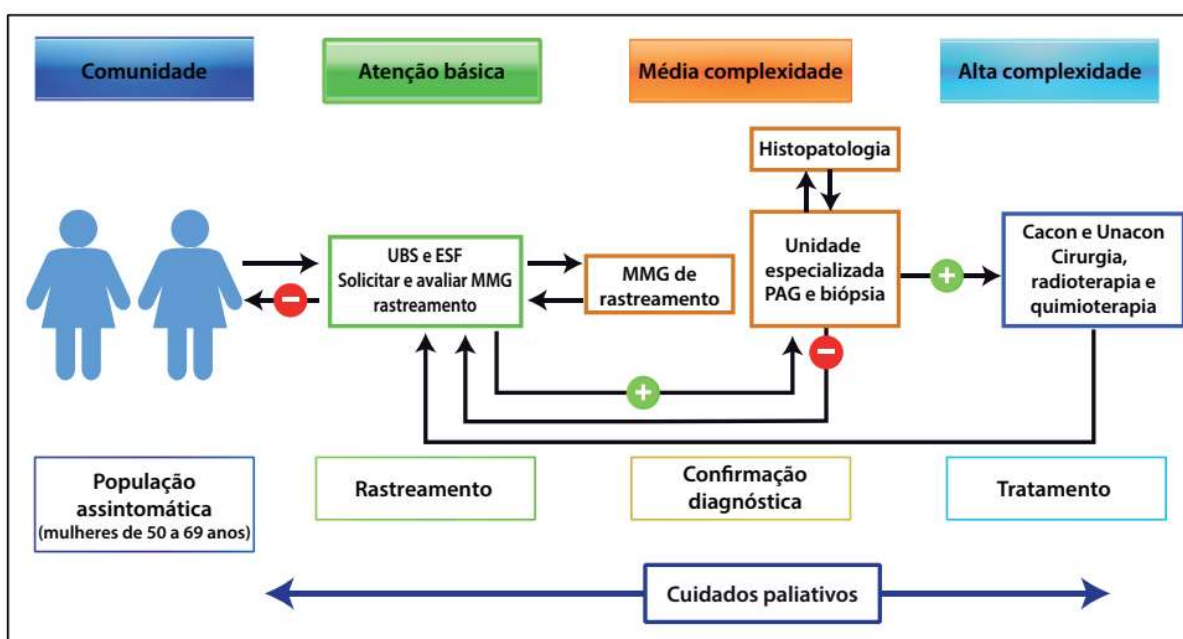 Comunidade
Atenção básica
Média complexidade
Alta complexidade
Histopatologia
UBS e ESF
Solicitar e avaliar MMG
rastreamento
MMG de
rastreamento
Unidade
especializada
PAG e biópsia
Cacon e Unacon
Cirurgia,
radioterapia e
quimioterapia
População
assintomática
(mulheres de 50 a 69 anos)
Rastreamento
Confirmação
diagnóstica
Tratamento
Cuidados paliativos